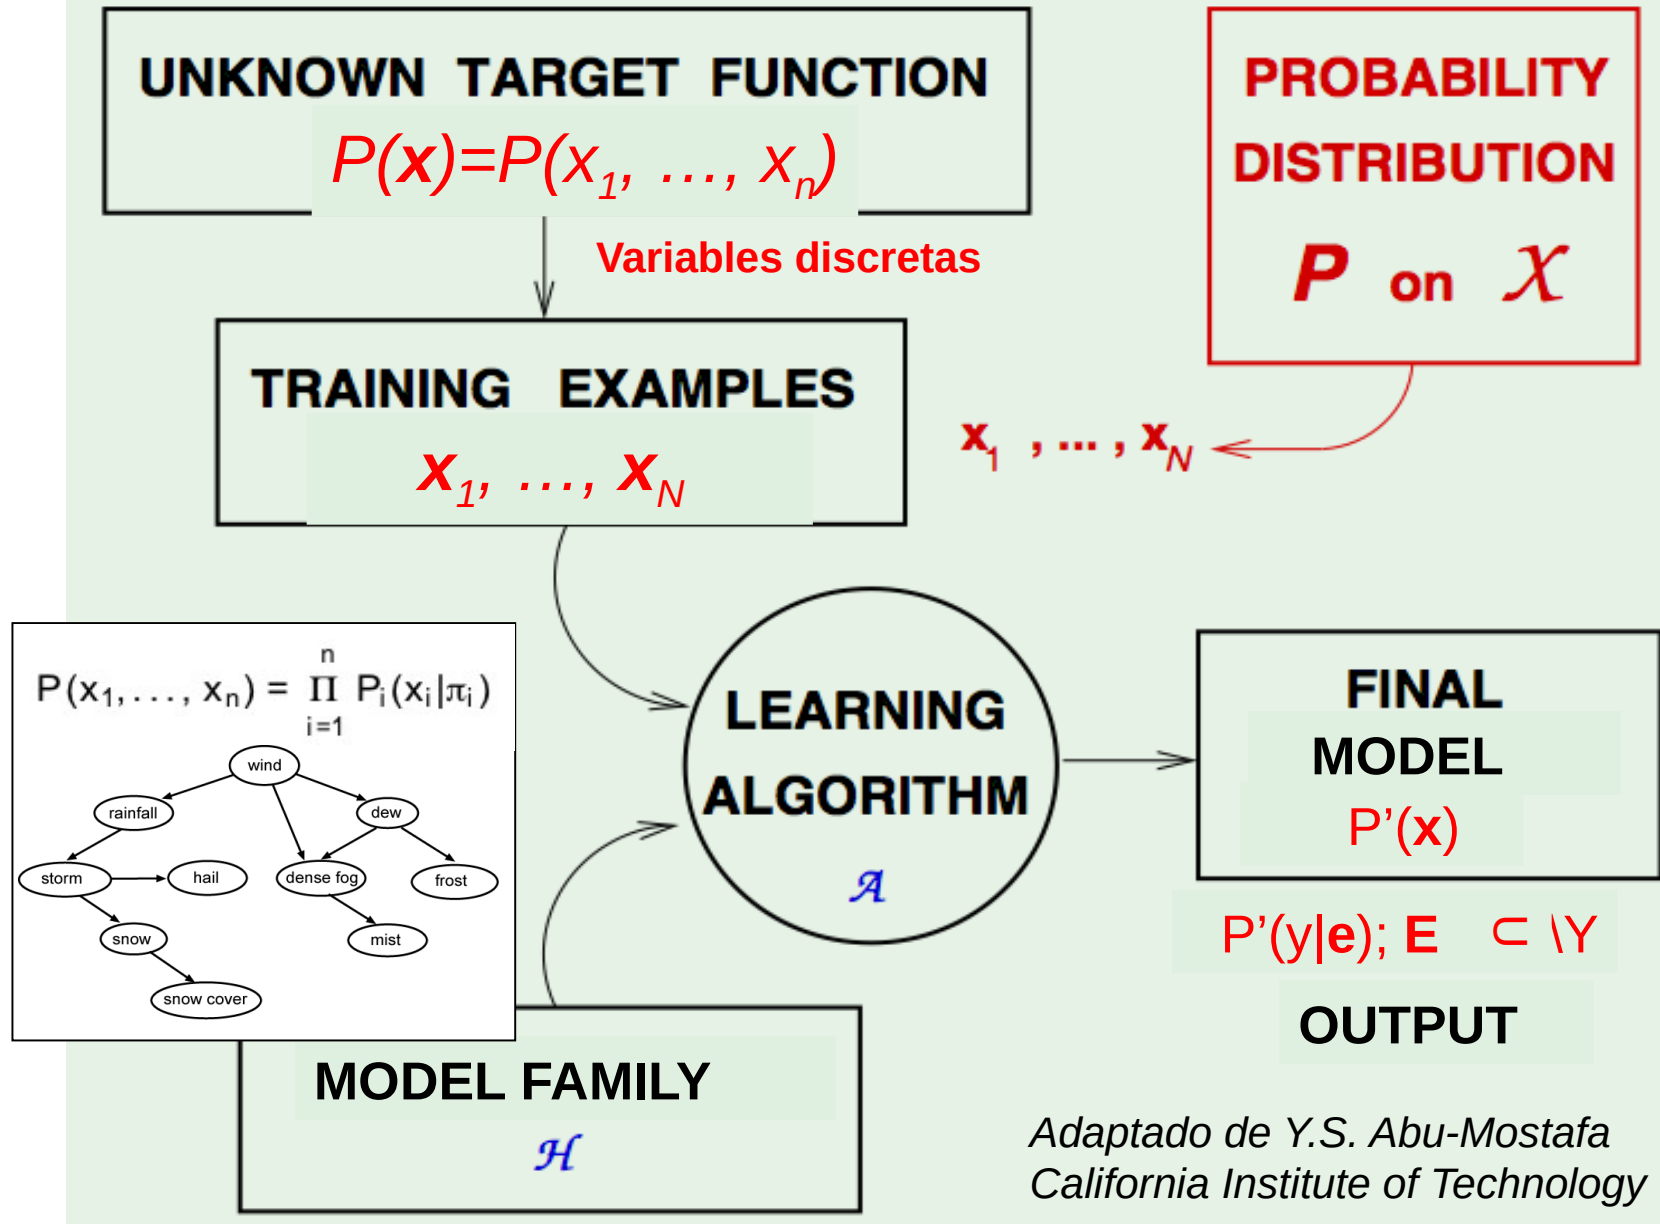 UNKNOWN TARGET FUNCTION
P(x)=P(x1, …, xn)
Variables discretas
PROBABILITY
DISTRIBUTION
P on X
TRAINING EXAMPLES
x1, …, xN
x1 , ... , xN
P(x1, . . . , xn) = n Π i=1 Pi(xi|πi)
wind
rainfall
dew
storm
hail
dense fog
frost
snow
mist
snow cover
LEARNING
ALGORITHM
A
FINAL
MODEL
P’(x)
P’(y|e); E ⊂ \Y
OUTPUT
MODEL FAMILY
H
Adaptado de Y.S. Abu-Mostafa
California Institute of Technology